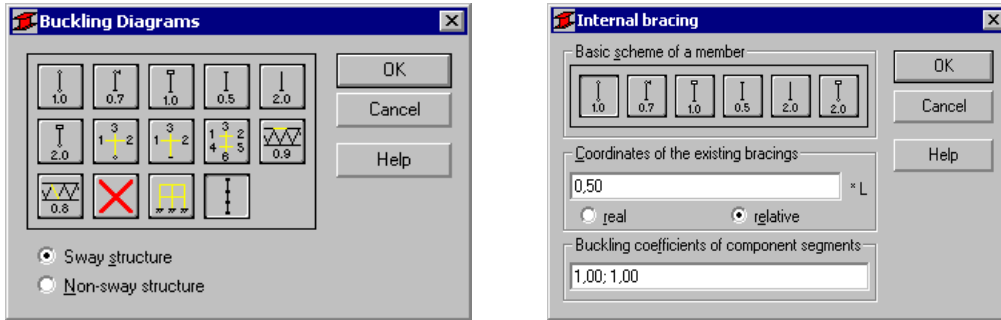 Buckling Diagrams
1.0 0.7 1.0 0.5 2.0
OK
Cancel
2.0 1 3 2 1 3 2 1 3 2 4 5 6 0.9
Help
0.8
Sway structure
Non-sway structure
Internal bracing
Basic scheme of a member
1.0 0.7 1.0 0.5 2.0 2.0
OK
Cancel
Help
Coordinates of the existing bracings
0,50 * L
real relative
Buckling coefficients of component segments
1,00; 1,00